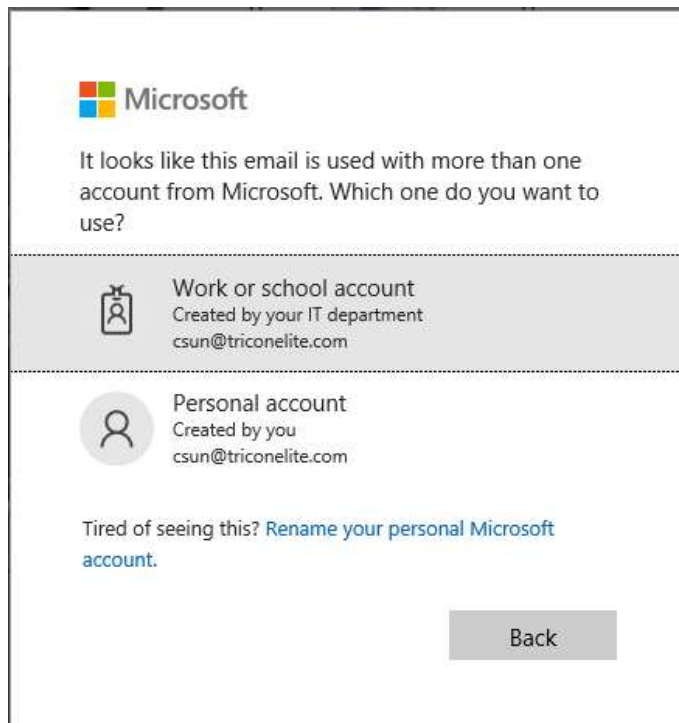 Microsoft
It looks like this email is used with more than one
account from Microsoft. Which one do you want to
use?
Work or school account
Created by your IT department
csun@triconelite.com
Personal account
Created by you
csun@triconelite.com
Tired of seeing this? Rename your personal Microsoft
account.
Back